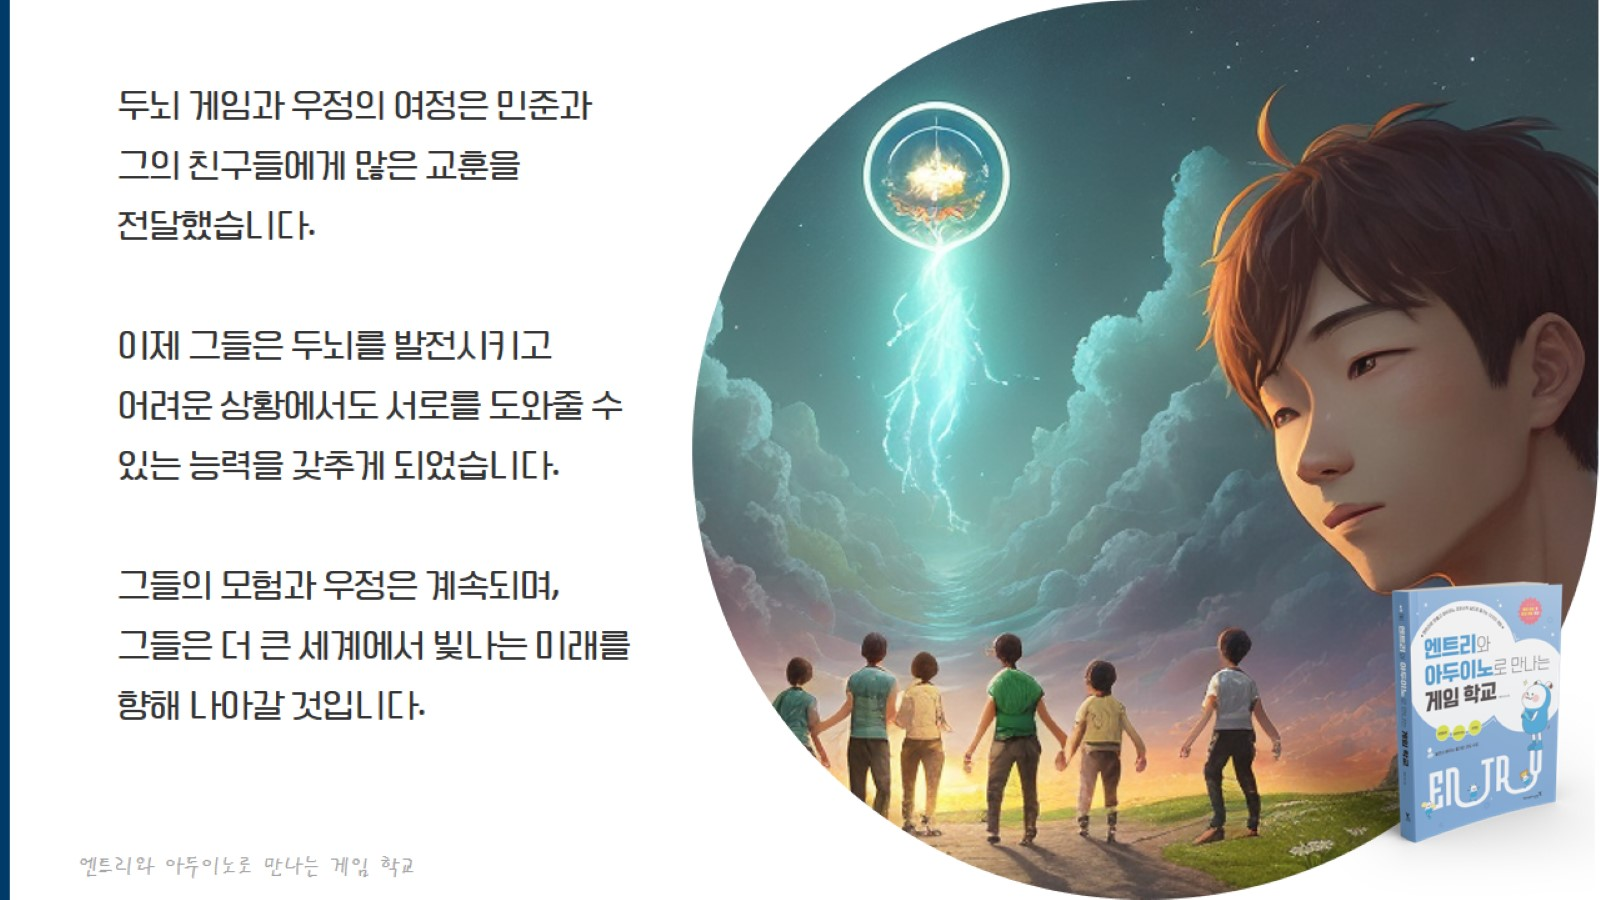 두뇌 게임과 우정의 여정은 민준과
그의 친구들에게 많은 교훈을
전달했습니다.
이제 그들은 두뇌를 발전시키고
어려운 상황에서도 서로를 도와줄 수
있는 능력을 갖추게 되었습니다.
그들의 모험과 우정은 계속되며,
그들은 더 큰 세계에서 빛나는 미래를
향해 나아갈 것입니다.
엔트리와 아두이노로 만나는 게임 학교
엔트리와
아두이노로 만나는
게임 학교
ENTRY